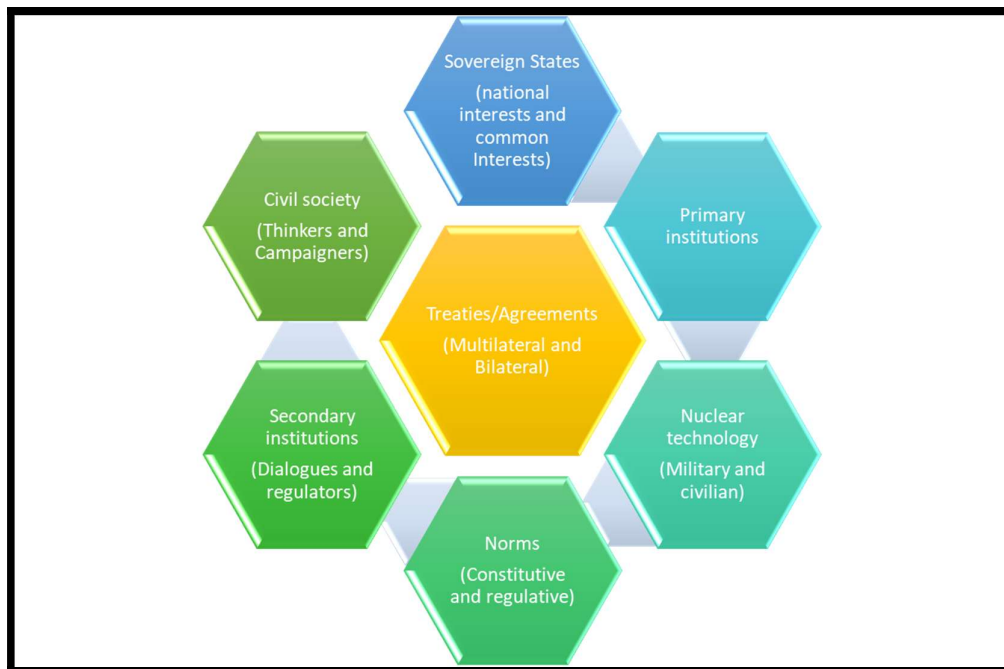 Sovereign States
(national
interests and
common
Interests)
Primary
institutions
Nuclear
technology
(Military and
civilian)
Norms
(Constitutive
and regulative)
Secondary
institutions
(Dialogues and
regulators)
Civil society
(Thinkers and
Campaigners)
Treaties/Agreements
(Multilateral and
Bilateral)